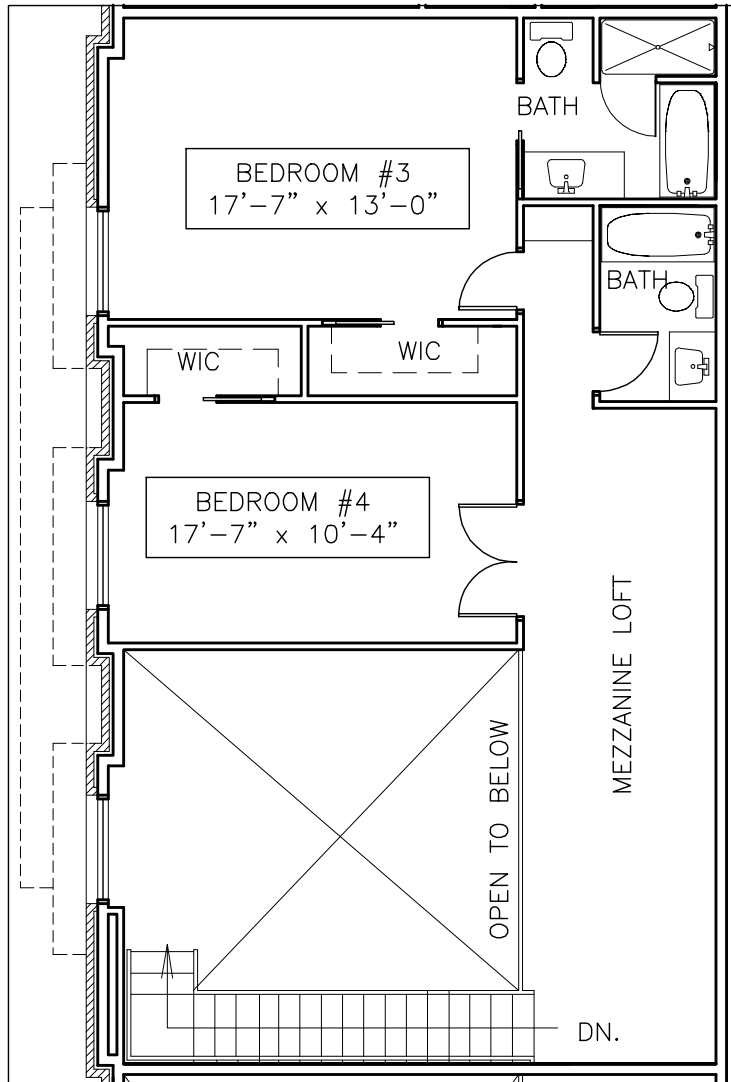 BATH
BEDROOM #3
17’-7” x 13’-0”
BATH
WIC
WIC
BEDROOM #4
17’-7” x 10’-4”
MEZZANINE LOFT
OPEN TO BELOW
DN.